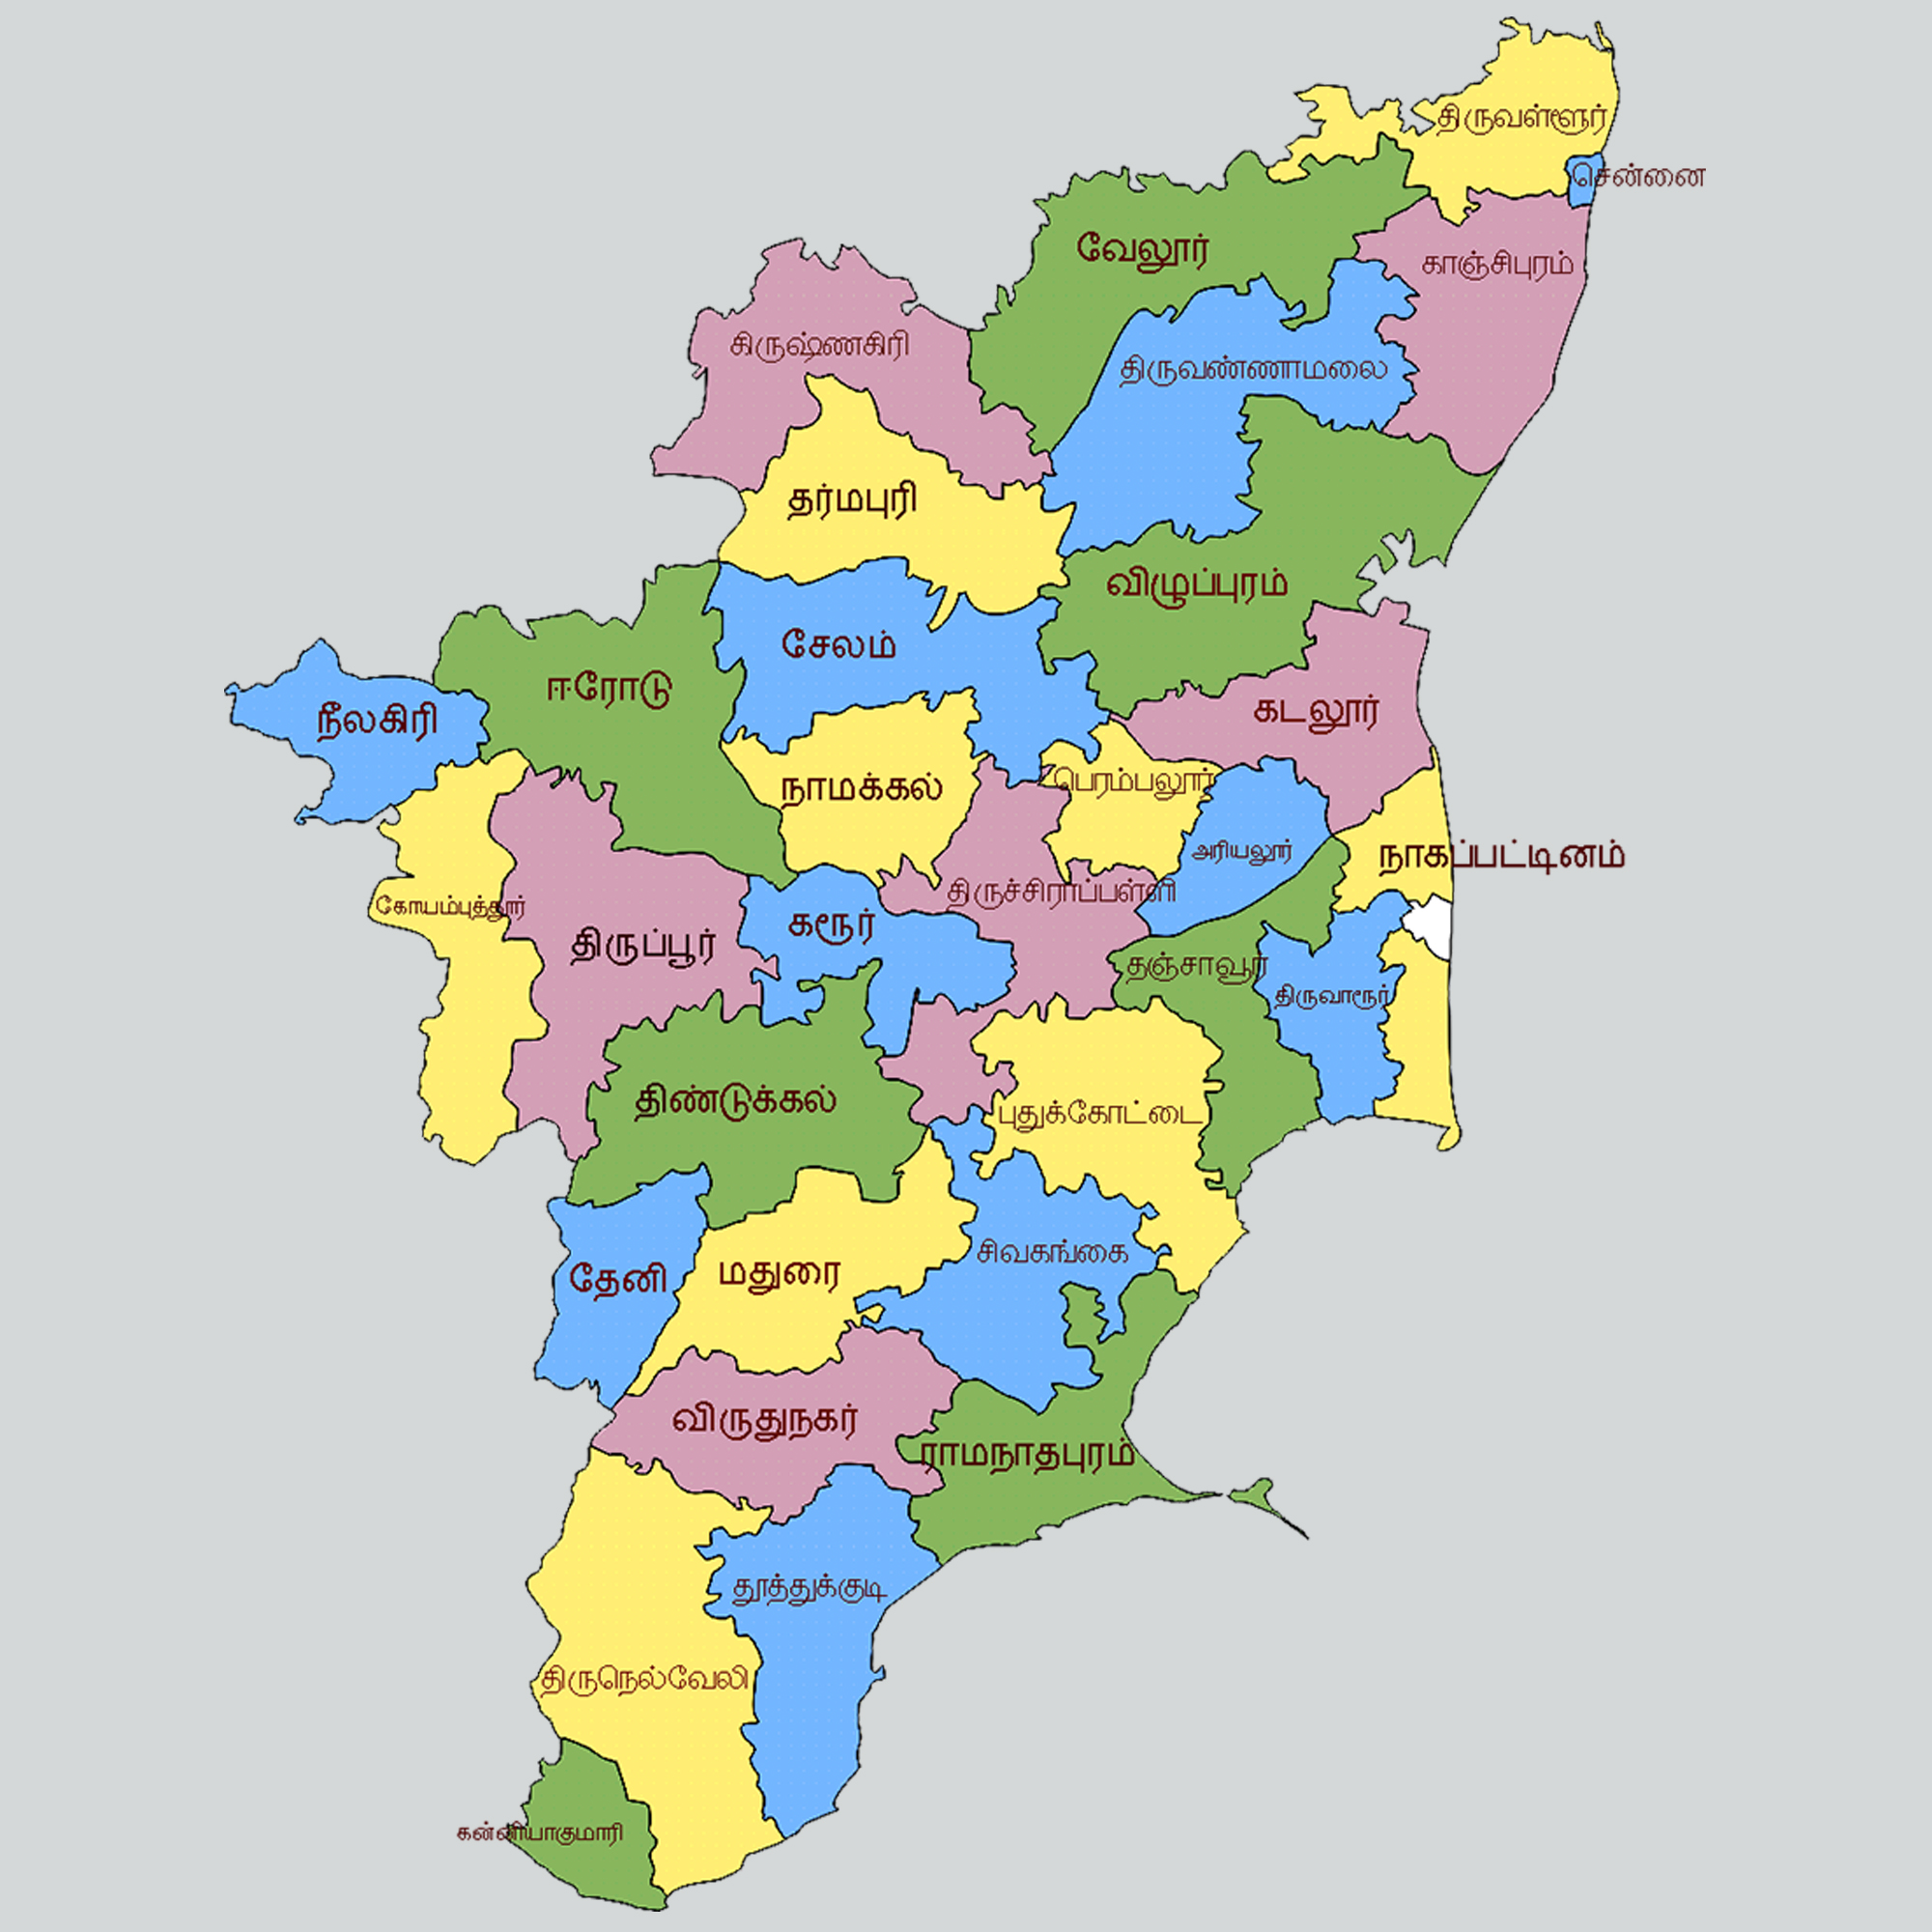 திருவள்ளூர்
சென்னை
வேலூர்
காஞ்சிபுரம்
கிருஷ்ணகிரி
திருவண்ணாமலை
தர்மபுரி
விழுப்புரம்
சேலம்
ஈரோடு
நீலகிரி
கடலூர்
நாமக்கல்
பெரம்பலூர்
அரியலூர்
நாகப்பட்டினம்
திருச்சிராப்பள்ளி
கோயம்புத்தூர்
கரூர்
திருப்பூர்
தஞ்சாவூர்
திருவாரூர்
திண்டுக்கல்
புதுக்கோட்டை
சிவகங்கை
தேனி
மதுரை
விருதுநகர்
ராமநாதபுரம்
தூத்துக்குடி
திருநெல்வேலி
கன்னியாகுமாரி